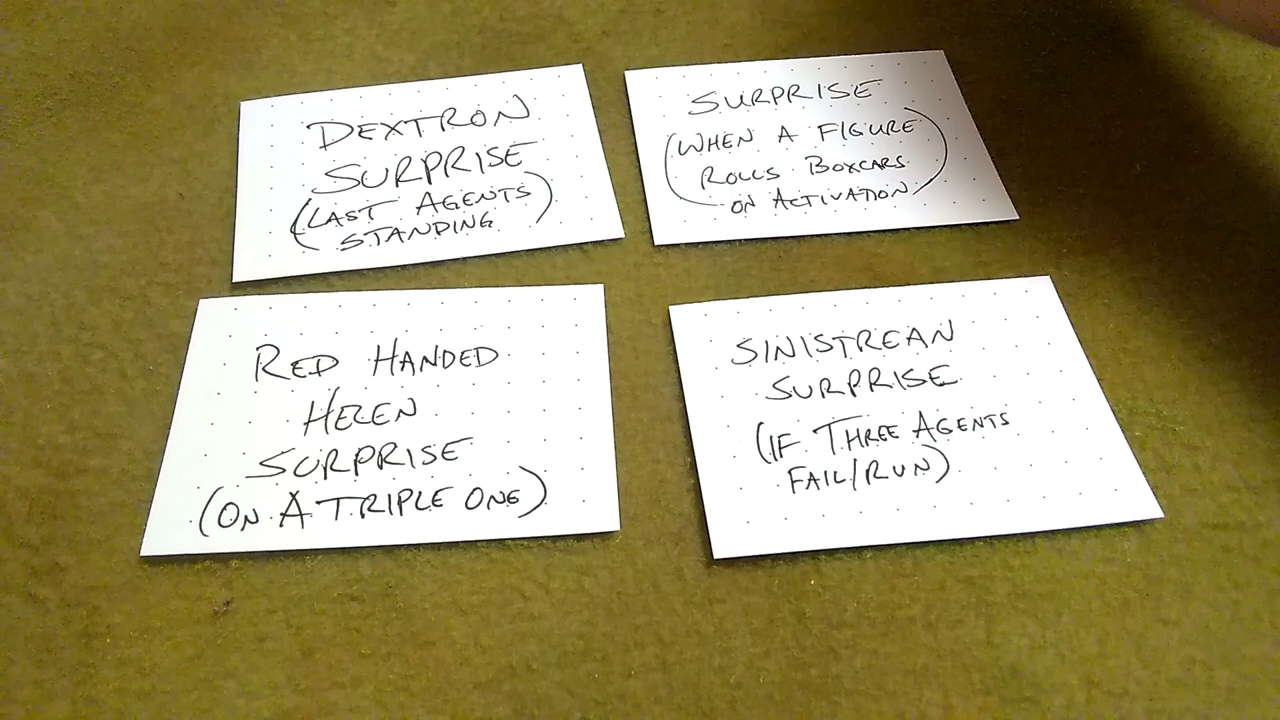 DEXTRON
SURPRISE
(LAST AGENTS
STANDING)
SURPRISE
(WHEN A FIGURE
ROLLS BOXCARS
ON ACTIVATION)
RED HANDED
HELEN
SURPRISE
(ON A TRIPLE ONE)
SINISTREAN
SURPRISE
(IF THREE AGENTS
FAIL/RUN)